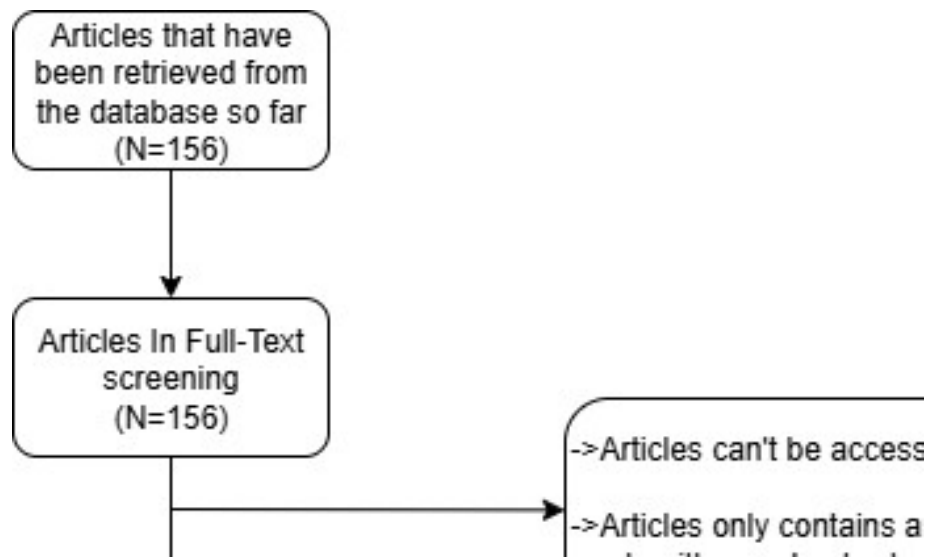 Articles that have
been retrieved from
the database so far
(N=156)
Articles In Full-Text
screening
(N=156)
->Articles can't be access
->Articles only contains a